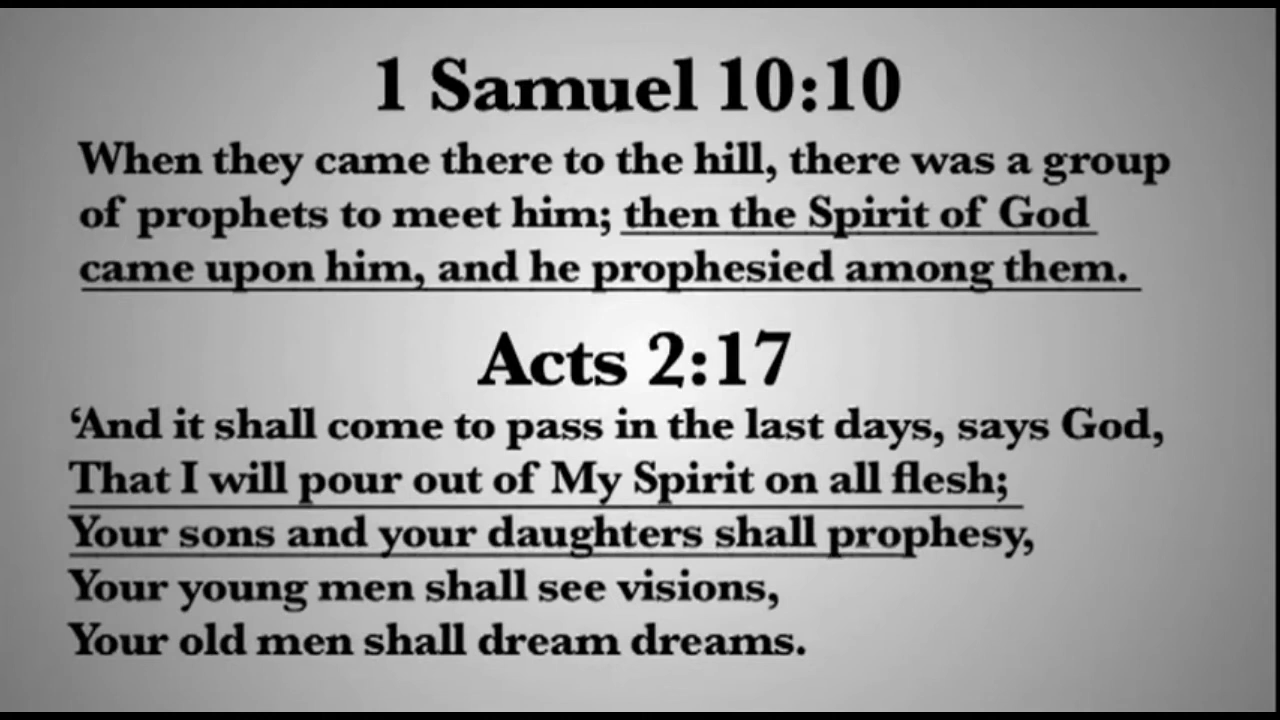 1 Samuel 10:10
When they came there to the hill, there was a group
of prophets to meet him; then the Spirit of God
came upon him, and he prophesied among them.
Acts 2:17
‘And it shall come to pass in the last days, says God,
That I will pour out of My Spirit on all flesh;
Your sons and your daughters shall prophesy,
Your young men shall see visions,
Your old men shall dream dreams.